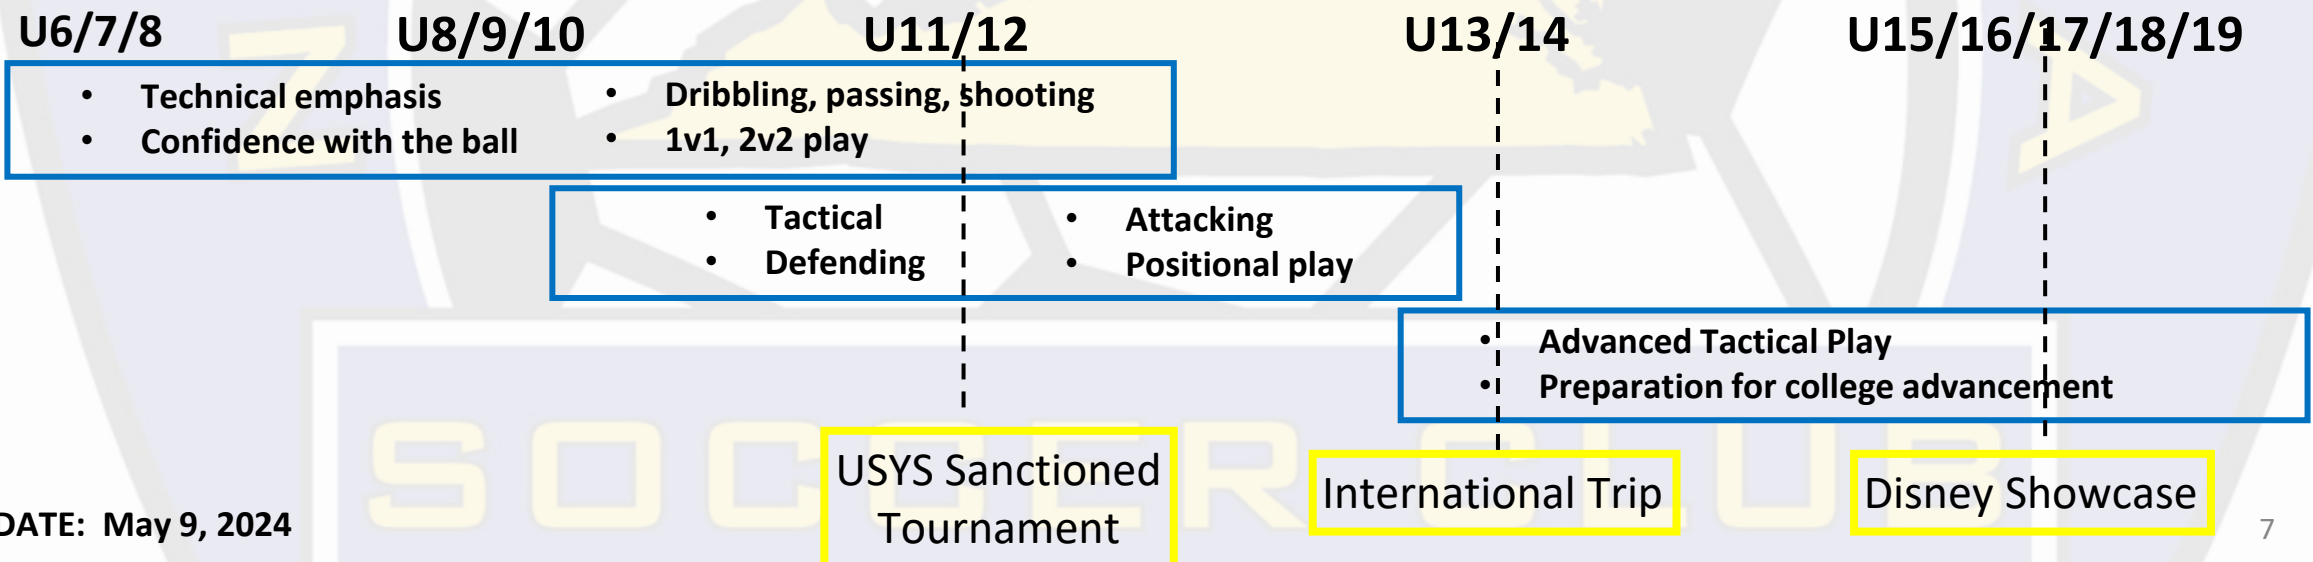 U6/7/8
U8/9/10
U11/12
U13/14
U15/16/17/18/19
• Technical emphasis
• Confidence with the ball
• Dribbling, passing, shooting
• 1v1, 2v2 play
• Tactical
• Defending
• Attacking
• Positional play
• Advanced Tactical Play
• Preparation for college advancement
USYS Sanctioned
Tournament
International Trip
Disney Showcase
DATE: May 9, 2024
7
SOCCER CLUB
Z
A